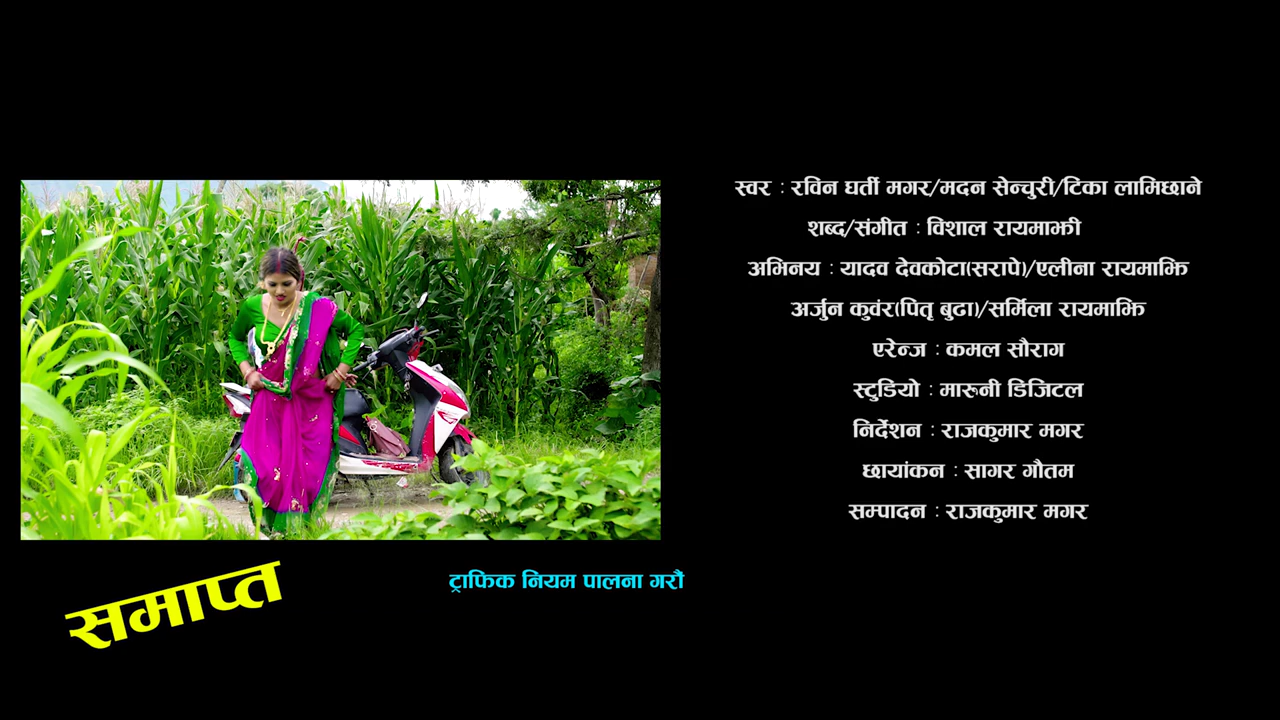 स्वर : रविन घर्ती मगर/मदन सेन्चुरी/टिका लामिछाने
शब्द/संगीत : विशाल रायमाझी
अभिनय : यादव देवकोटा(सरापे)/एलीना रायमाझि
अर्जुन कुवंर(पितृ बुढा)/सर्मिला रायमाझि
एरेन्ज : कमल सौराग
स्टुडियो : मारुनी डिजिटल
निर्देशन : राजकुमार मगर
छायांकन : सागर गौतम
सम्पादन : राजकुमार मगर
ट्राफिक नियम पालना गरौं
समाप्त